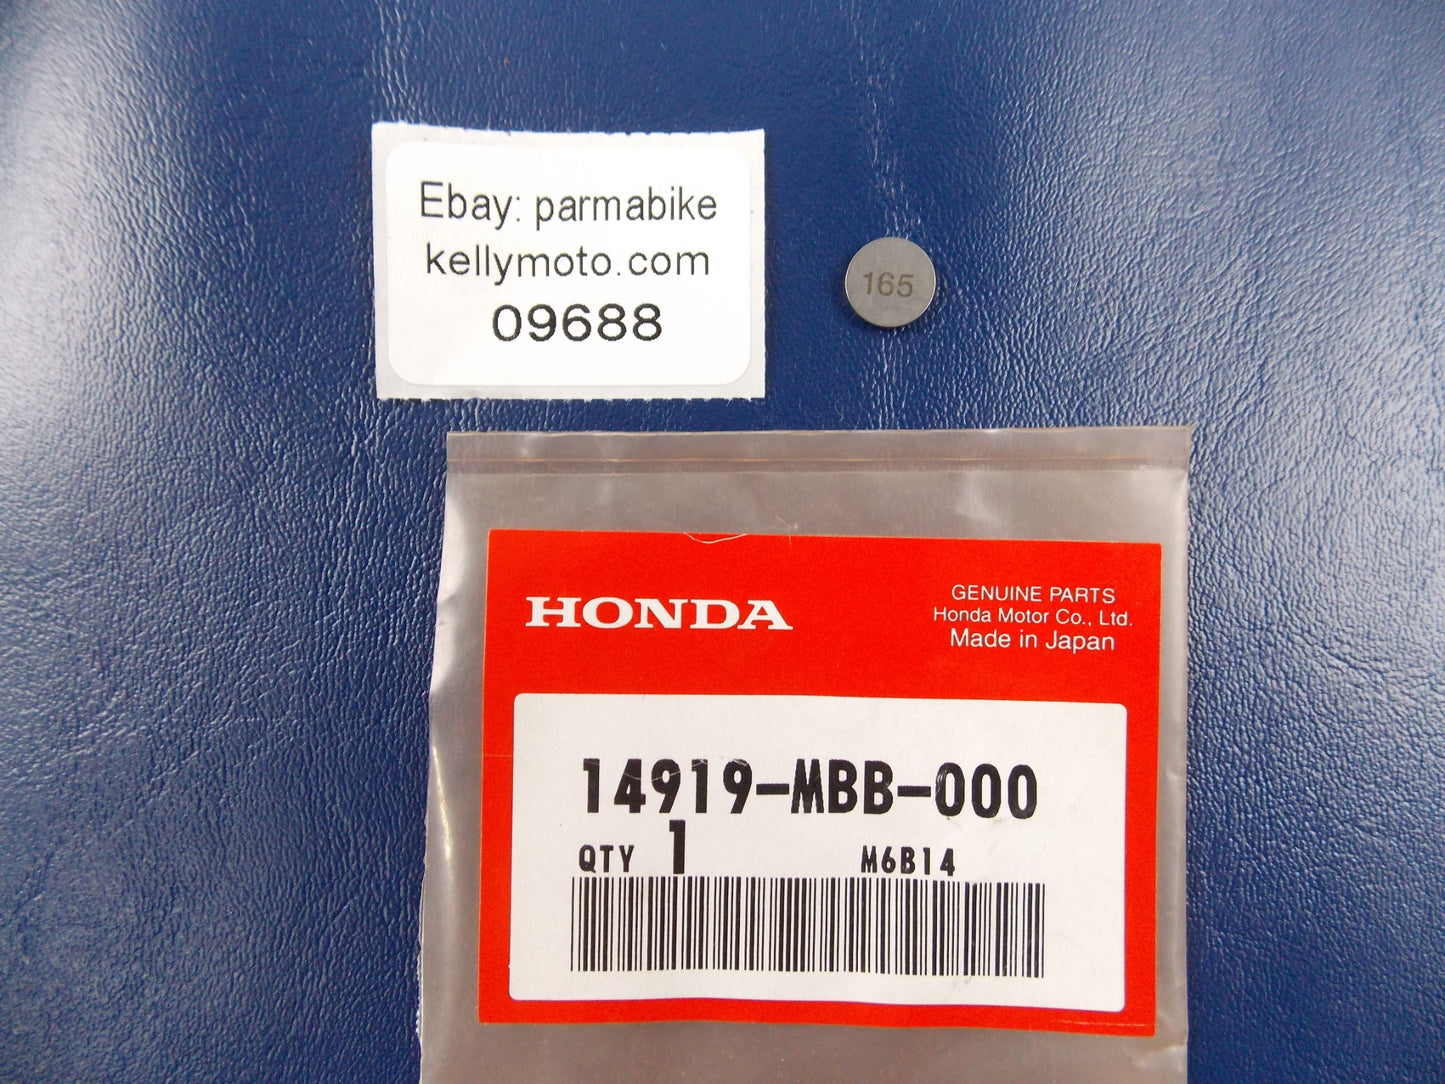 Ebay: parmabike
kellymoto.com
09688
165
HONDA
GENUINE PARTS
Honda Motor Co., Ltd.
Made in Japan
14919-MBB-000
QTY 1 M6B14